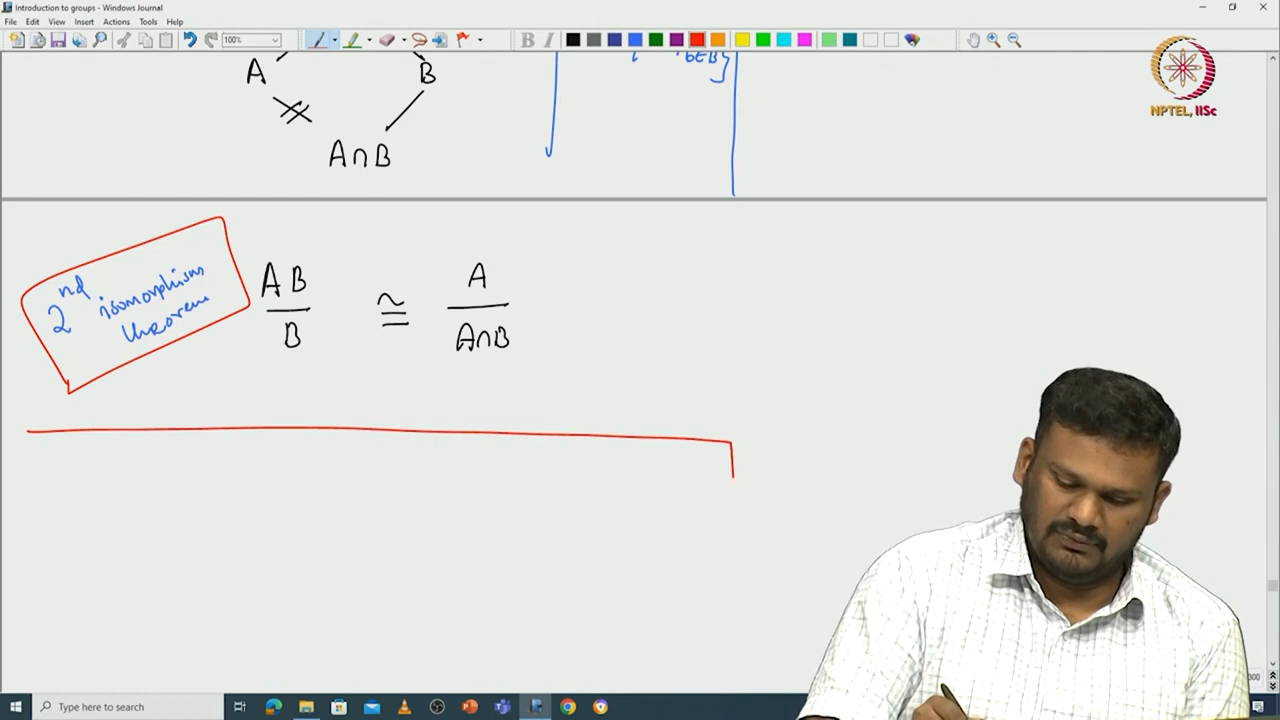 Introduction to groups - Windows Journal
File Edit View Insert Actions Tools Help
100%
B I
A B
b∈B}
A∩B
NPTEL, IISc
2nd isomorphism theorem
AB / B ≅ A / A∩B
Type here to search
300